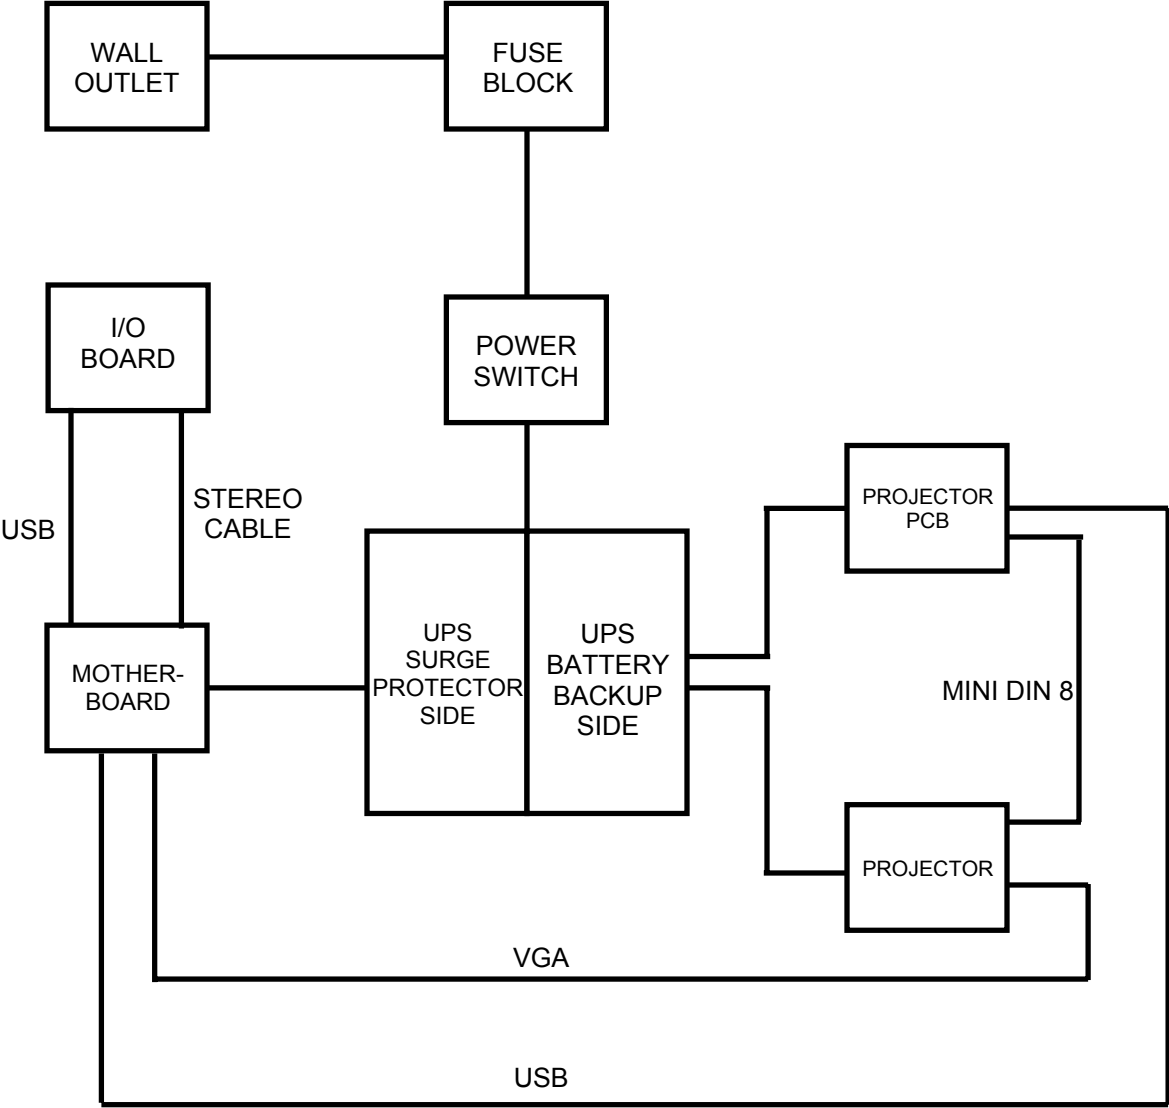 WALL
OUTLET
FUSE
BLOCK
I/O
BOARD
POWER
SWITCH
USB
STEREO
CABLE
PROJECTOR
PCB
MOTHER-
BOARD
UPS
SURGE
PROTECTOR
SIDE
UPS
BATTERY
BACKUP
SIDE
MINI DIN 8
PROJECTOR
VGA
USB